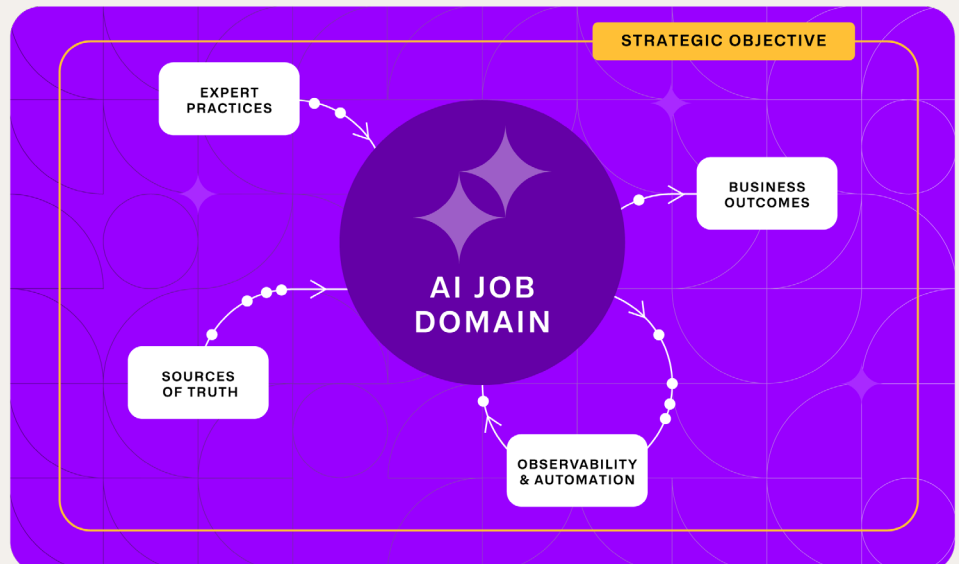 STRATEGIC OBJECTIVE
EXPERT
PRACTICES
BUSINESS
OUTCOMES
AI JOB
DOMAIN
SOURCES
OF TRUTH
OBSERVABILITY
& AUTOMATION